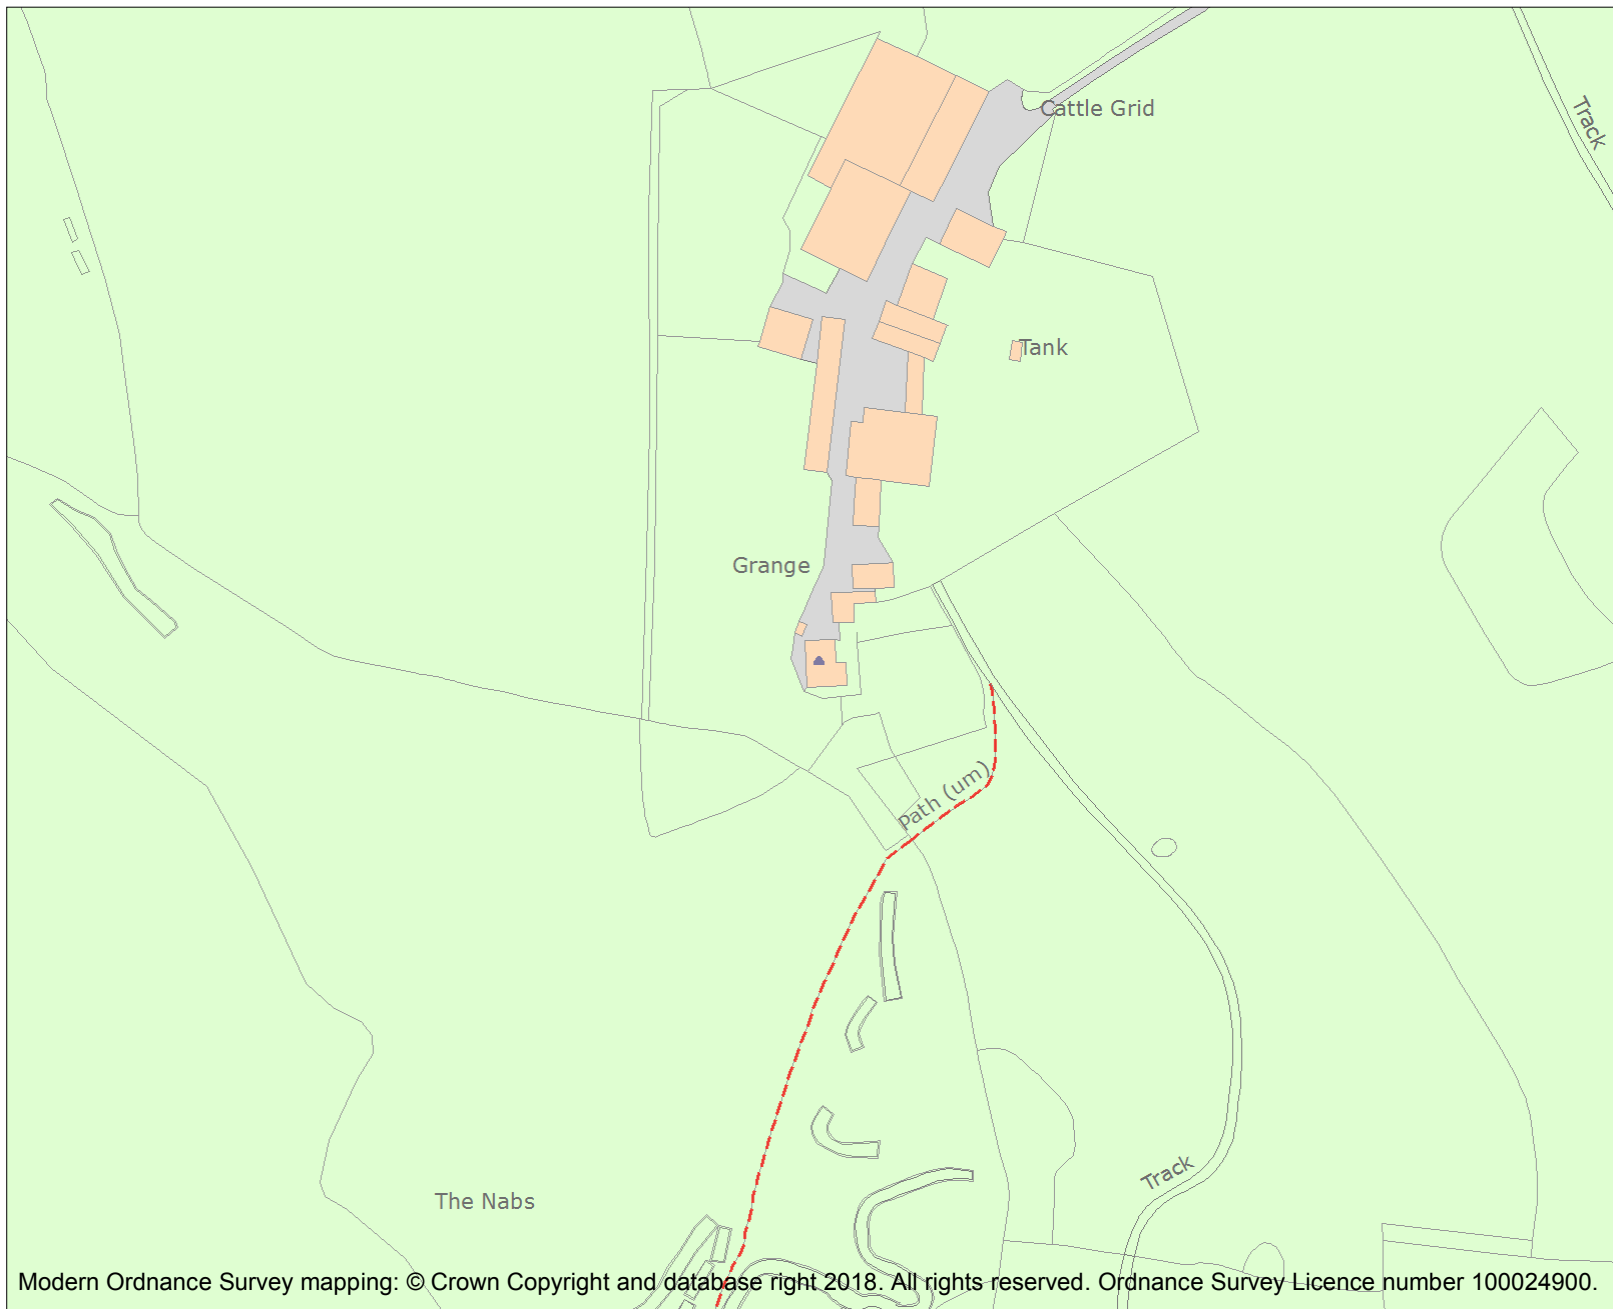 Cattle Grid
Track
Tank
Grange
Path (um)
Track
The Nabs
Modern Ordnance Survey mapping: © Crown Copyright and database right 2018. All rights reserved. Ordnance Survey Licence number 100024900.